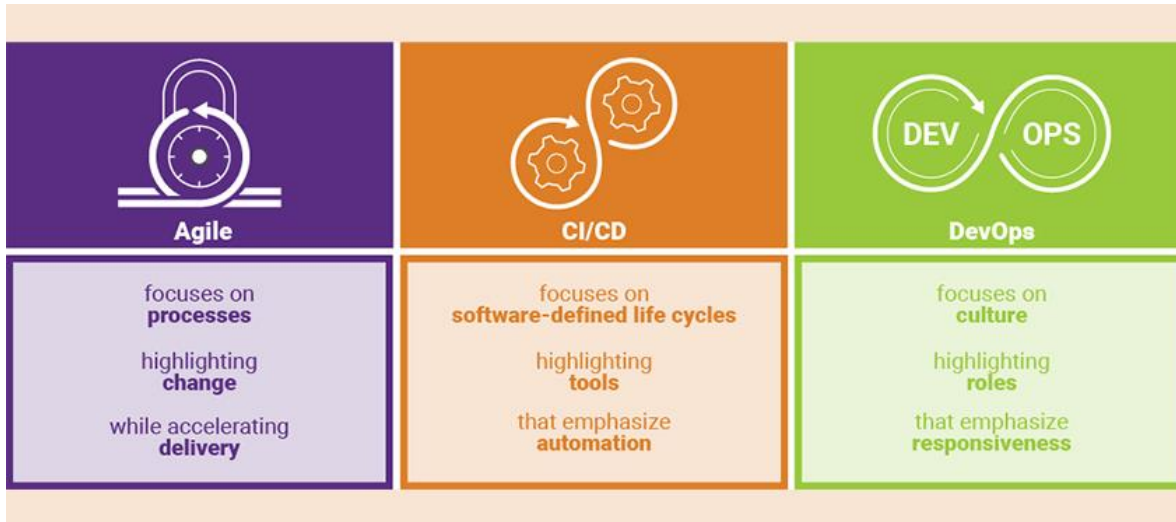 Agile
focuses on
processes
highlighting
change
while accelerating
delivery
CI/CD
focuses on
software-defined life cycles
highlighting
tools
that emphasize
automation
DEV OPS
DevOps
focuses on
culture
highlighting
roles
that emphasize
responsiveness